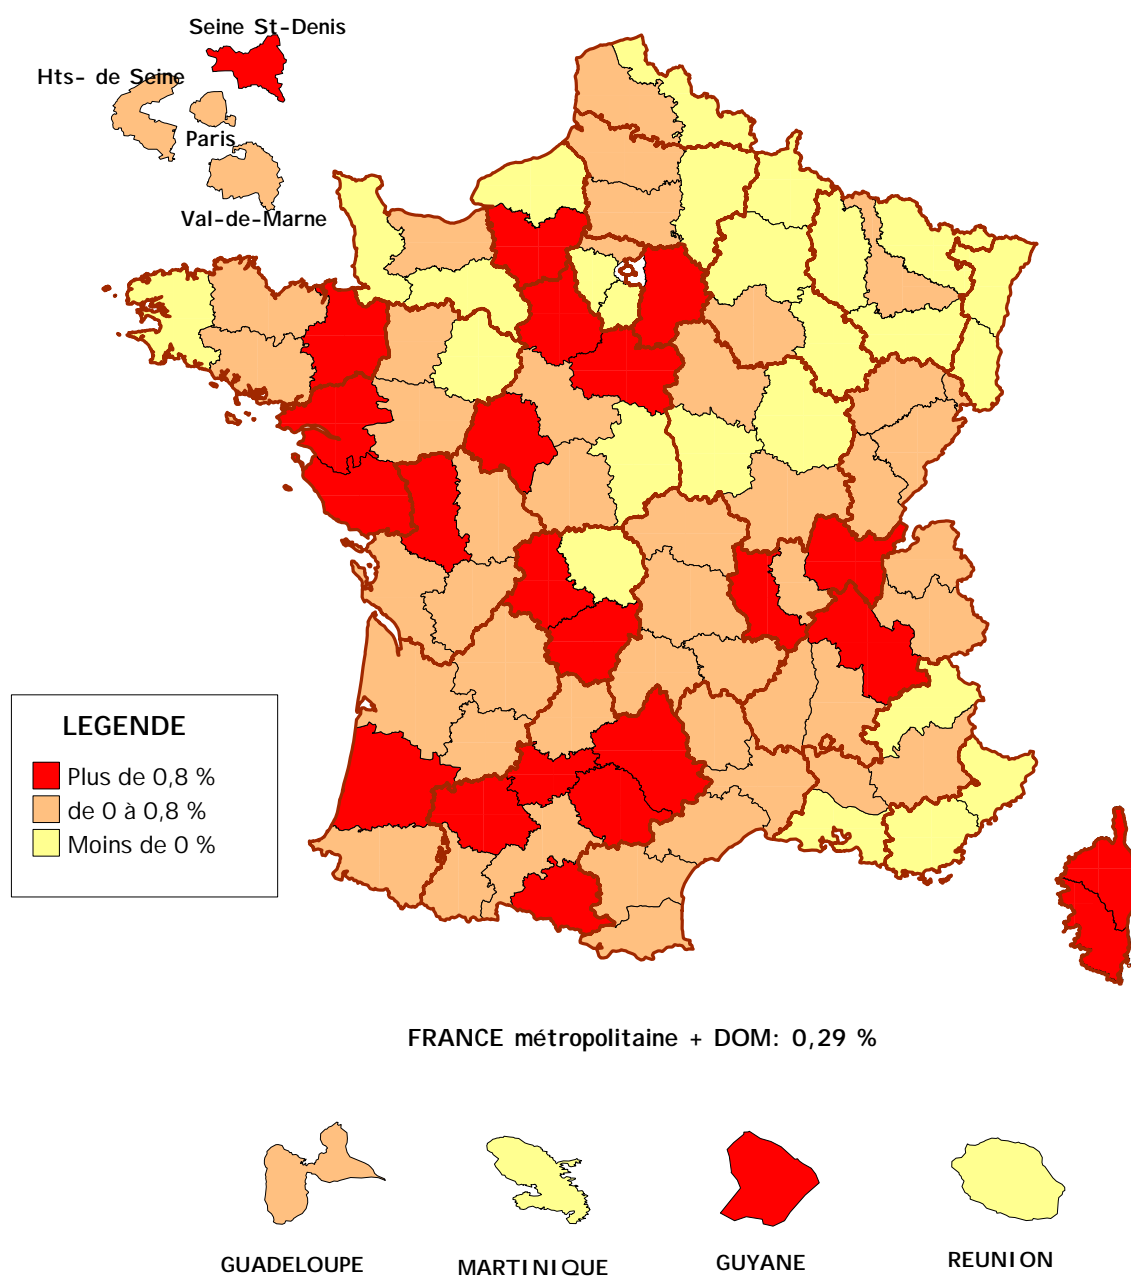 Seine St-Denis
Hts- de Seine
Paris
Val-de-Marne
LEGENDE
Plus de 0,8 %
de 0 à 0,8 %
Moins de 0 %
FRANCE métropolitaine + DOM: 0,29 %
GUADELOUPE
MARTINIQUE
GUYANE
REUNION